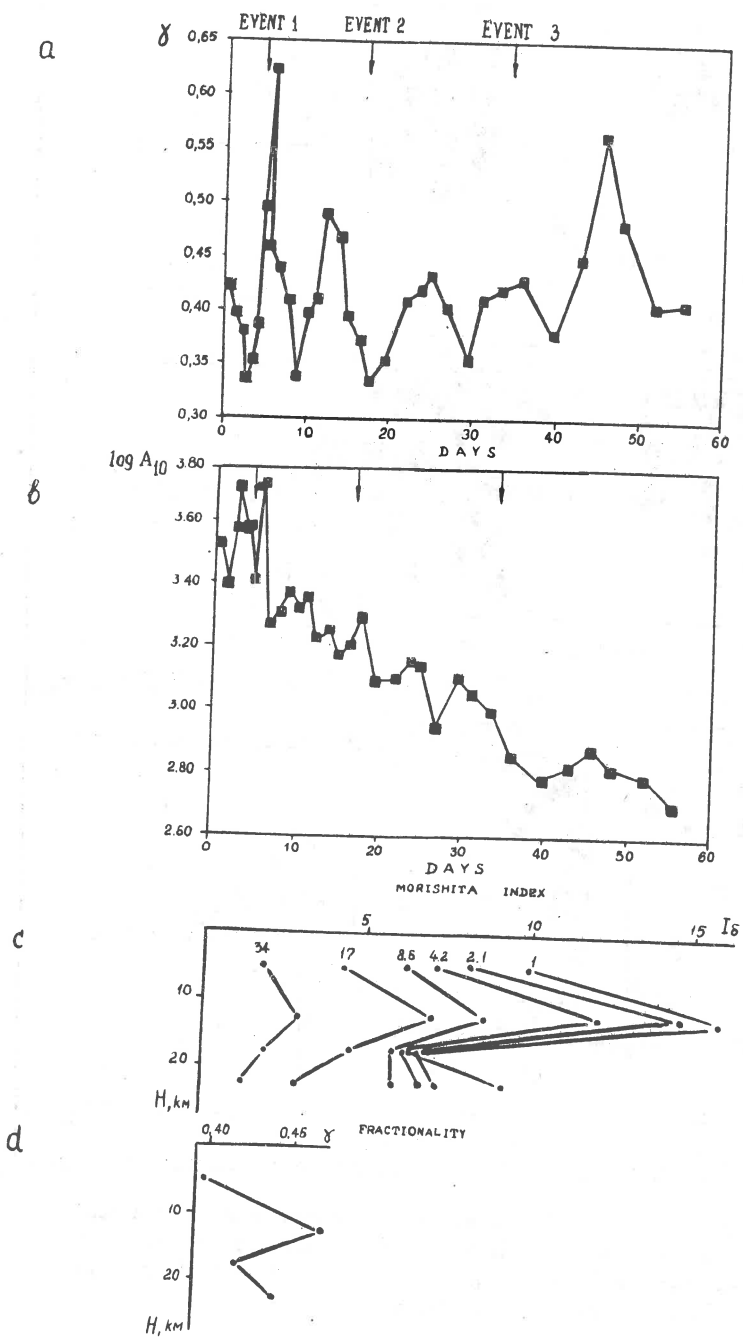 EVENT 1 EVENT 2 EVENT 3
a γ 0,65
0,60
0,55
0,50
0,45
0,40
0,35
0,30
0 10 20 30 40 50 60
DAYS
b log A10 3.80
3.60
3.40
3.20
3.00
2.80
2.60
0 10 20 30 40 50 60
DAYS
MORISHITA INDEX
c 5 10 15 Iδ
34 17 8.6 4.2 2.1 1
10
20
H, KM
d 0,40 0,45 γ FRACTIONALITY
10
20
H, KM